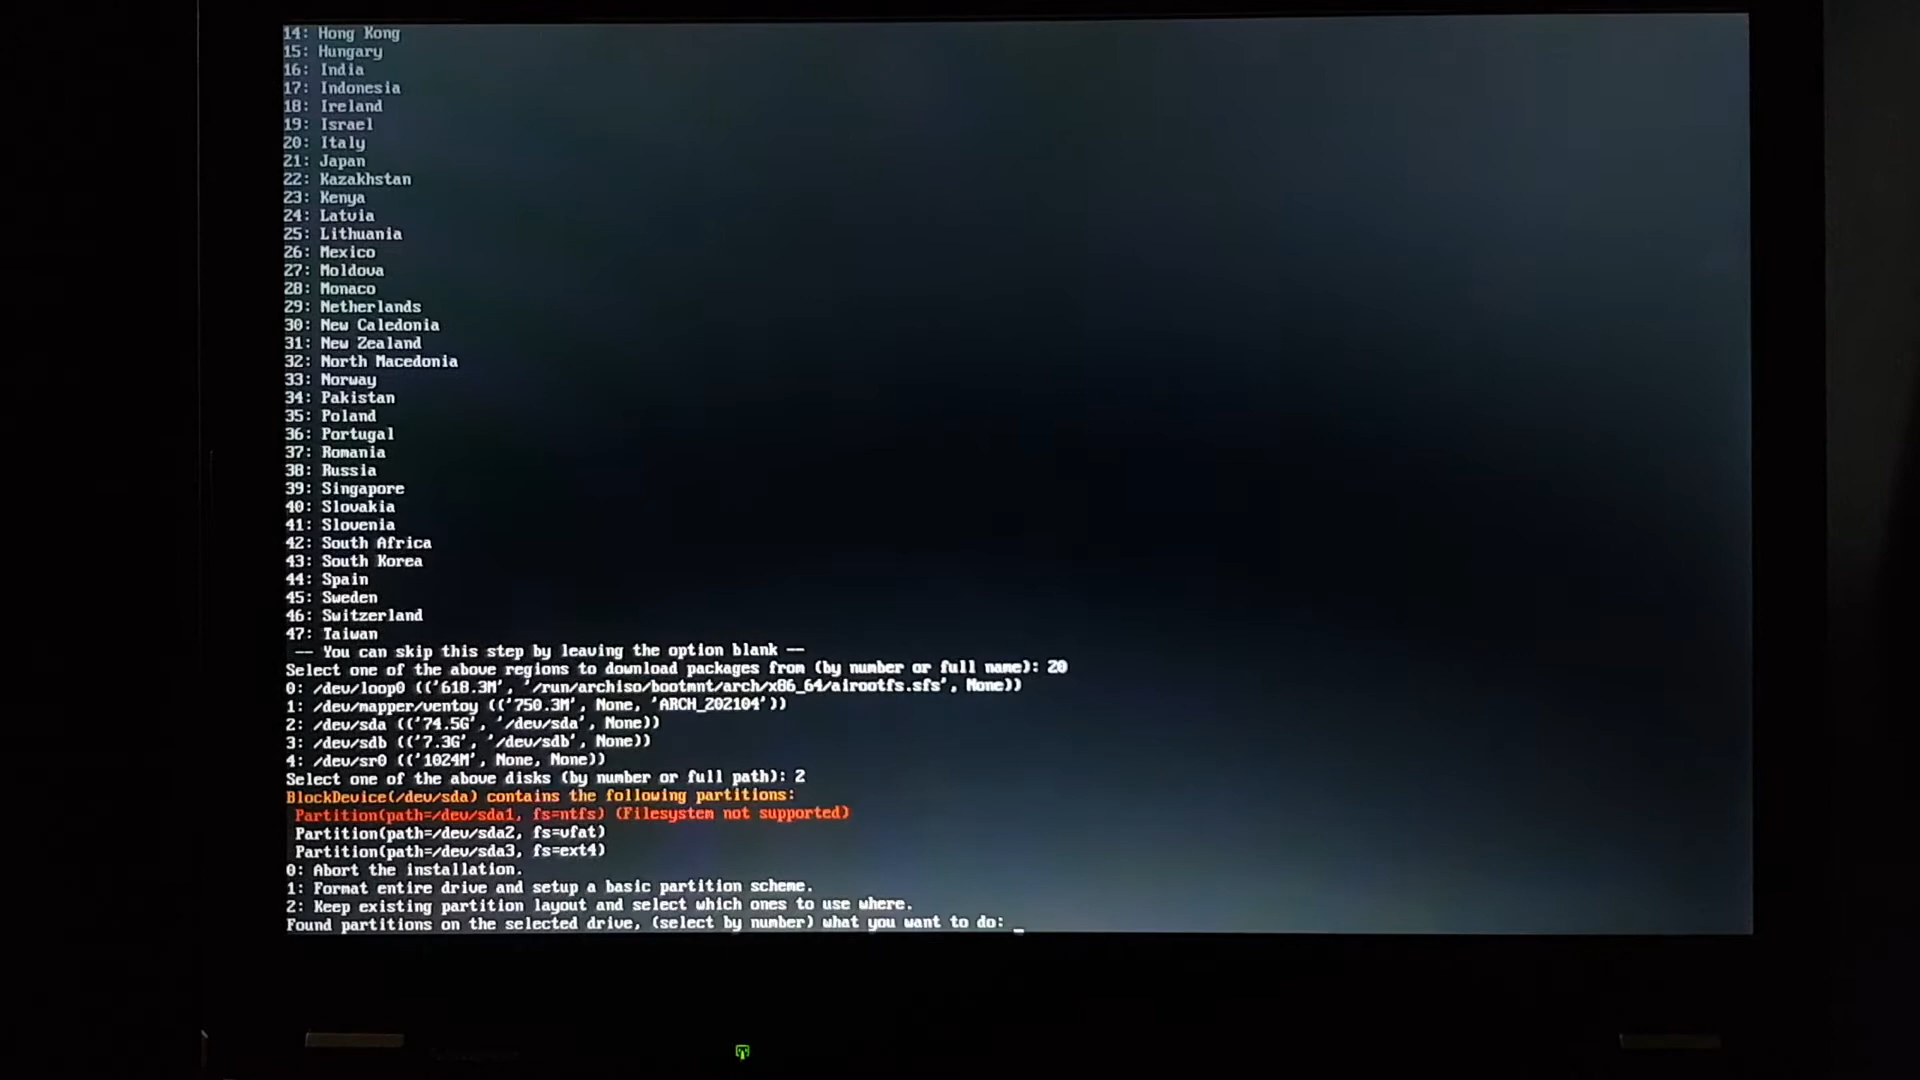 14: Hong Kong
15: Hungary
16: India
17: Indonesia
18: Ireland
19: Israel
20: Italy
21: Japan
22: Kazakhstan
23: Kenya
24: Latvia
25: Lithuania
26: Mexico
27: Moldova
28: Monaco
29: Netherlands
30: New Caledonia
31: New Zealand
32: North Macedonia
33: Norway
34: Pakistan
35: Poland
36: Portugal
37: Romania
38: Russia
39: Singapore
40: Slovakia
41: Slovenia
42: South Africa
43: South Korea
44: Spain
45: Sweden
46: Switzerland
47: Taiwan
-- You can skip this step by leaving the option blank --
Select one of the above regions to download packages from (by number or full name): 20
0: /dev/loop0 (('618.3M', '/run/archiso/bootmnt/arch/x86_64/airootfs.sfs', None))
1: /dev/mapper/ventoy (('750.3M', None, 'ARCH_202104'))
2: /dev/sda (('74.5G', '/dev/sda', None))
3: /dev/sdb (('7.3G', '/dev/sdb', None))
4: /dev/sr0 (('1024M', None, None))
Select one of the above disks (by number or full path): 2
BlockDevice(/dev/sda) contains the following partitions:
Partition(path=/dev/sda1, fs=ntfs) (Filesystem not supported)
Partition(path=/dev/sda2, fs=vfat)
Partition(path=/dev/sda3, fs=ext4)
0: Abort the installation.
1: Format entire drive and setup a basic partition scheme.
2: Keep existing partition layout and select which ones to use where.
Found partitions on the selected drive, (select by number) what you want to do: _